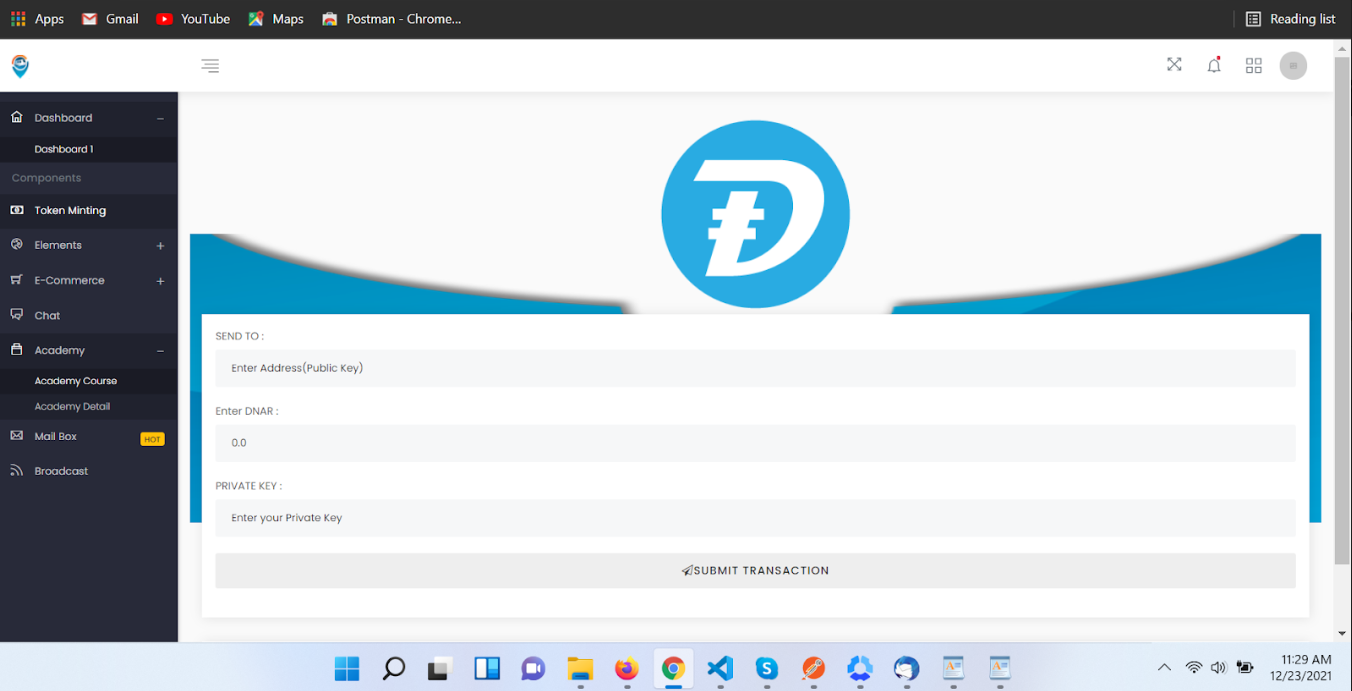 Apps
Gmail
YouTube
Maps
Postman - Chrome...
Reading list
Dashboard
Dashboard 1
Components
Token Minting
Elements
E-Commerce
Chat
Academy
Academy Course
Academy Detail
Mail Box
HOT
Broadcast
SEND TO :
Enter Address(Public Key)
Enter DNAR :
0.0
PRIVATE KEY :
Enter your Private Key
SUBMIT TRANSACTION
11:29 AM
12/23/2021